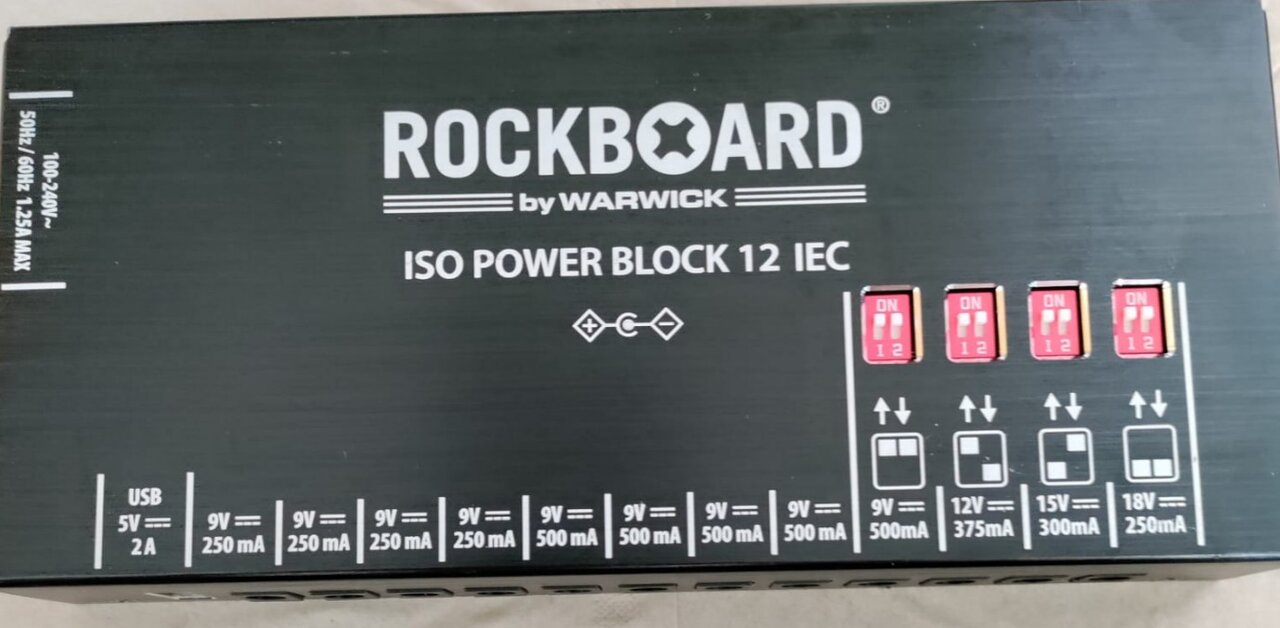 ROCKBOARD®
by WARWICK
ISO POWER BLOCK 12 IEC
100-240V~
50Hz / 60Hz 1.25A MAX
ON
1 2
ON
1 2
ON
1 2
ON
1 2
USB
5V
2 A
9V
250 mA
9V
250 mA
9V
250 mA
9V
250 mA
9V
500 mA
9V
500 mA
9V
500 mA
9V
500 mA
9V
500mA
12V
375mA
15V
300mA
18V
250mA